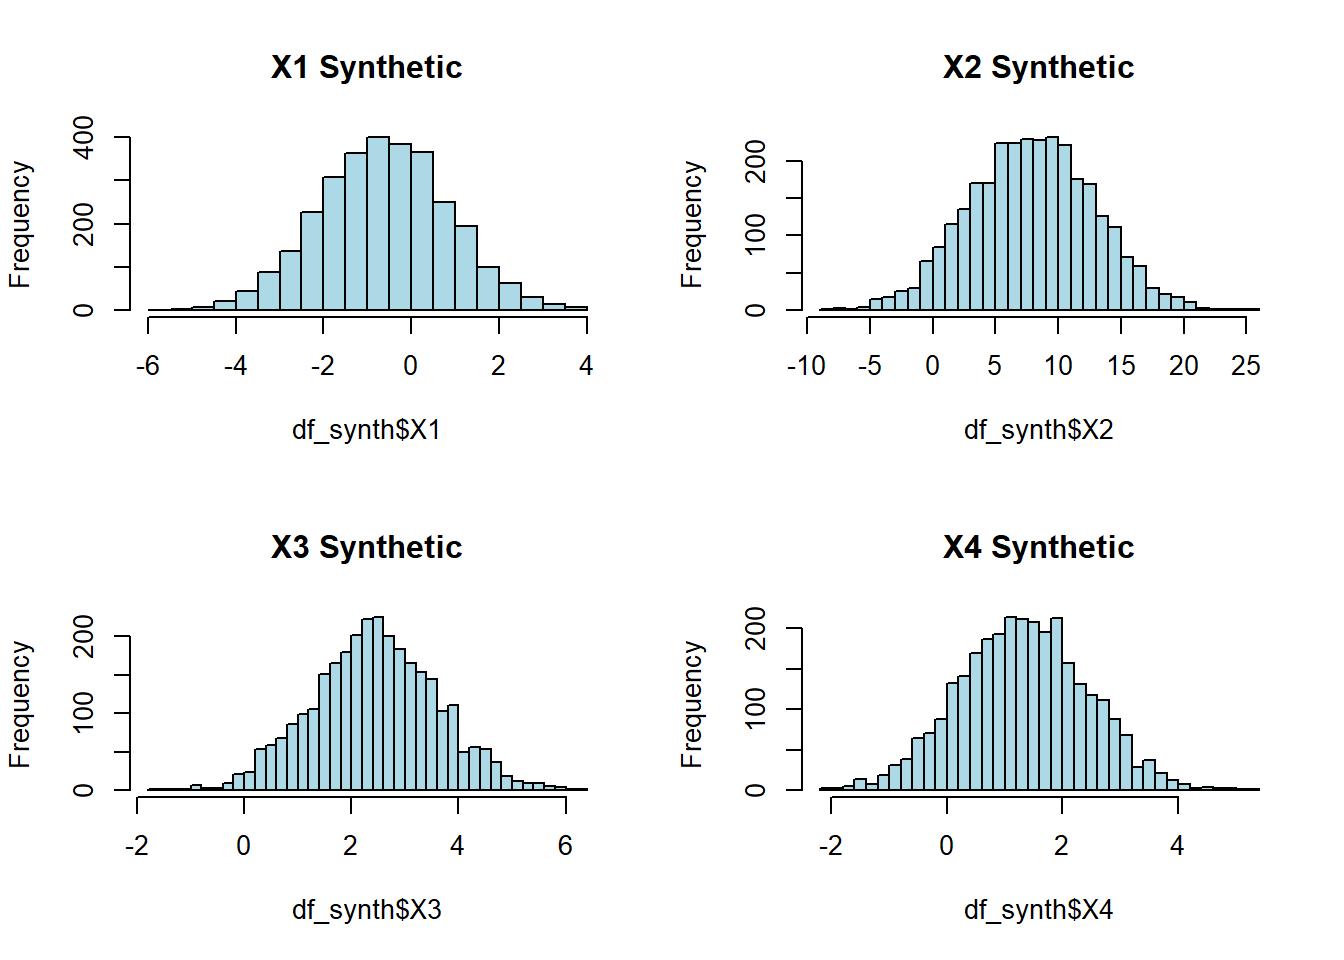 X1 Synthetic
Frequency
0 200 400
-6 -4 -2 0 2 4
df_synth$X1
X2 Synthetic
Frequency
0 100 200
-10 -5 0 5 10 15 20 25
df_synth$X2
X3 Synthetic
Frequency
0 100 200
-2 0 2 4 6
df_synth$X3
X4 Synthetic
Frequency
0 100 200
-2 0 2 4
df_synth$X4